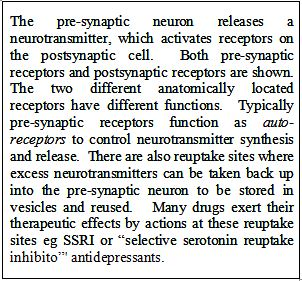 The pre-synaptic neuron releases a
neurotransmitter, which activates receptors on
the postsynaptic cell. Both pre-synaptic
receptors and postsynaptic receptors are shown.
The two different anatomically located
receptors have different functions. Typically
pre-synaptic receptors function as auto-
receptors to control neurotransmitter synthesis
and release. There are also reuptake sites where
excess neurotransmitters can be taken back up
into the pre-synaptic neuron to be stored in
vesicles and reused. Many drugs exert their
therapeutic effects by actions at these reuptake
sites eg SSRI or “selective serotonin reuptake
inhibito”' antidepressants.